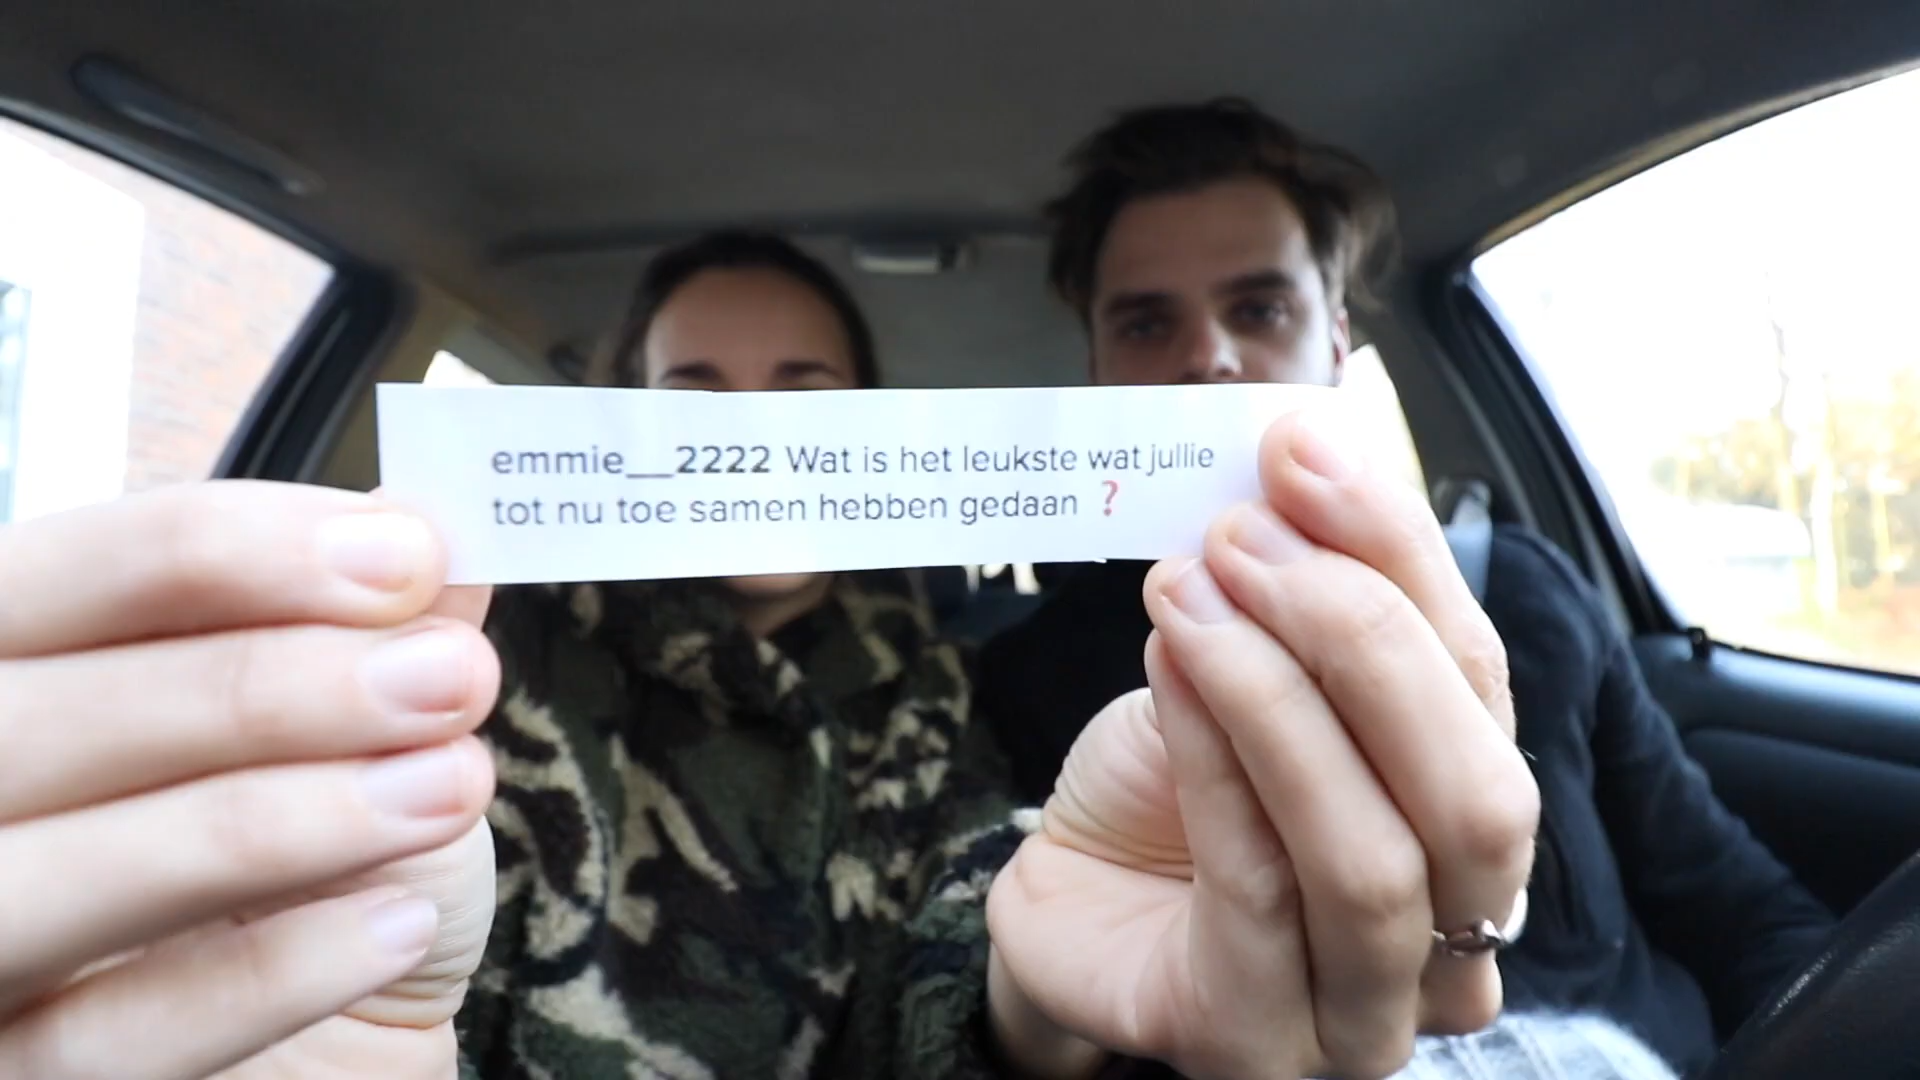 emmie__2222 Wat is het leukste wat jullie
tot nu toe samen hebben gedaan ❓